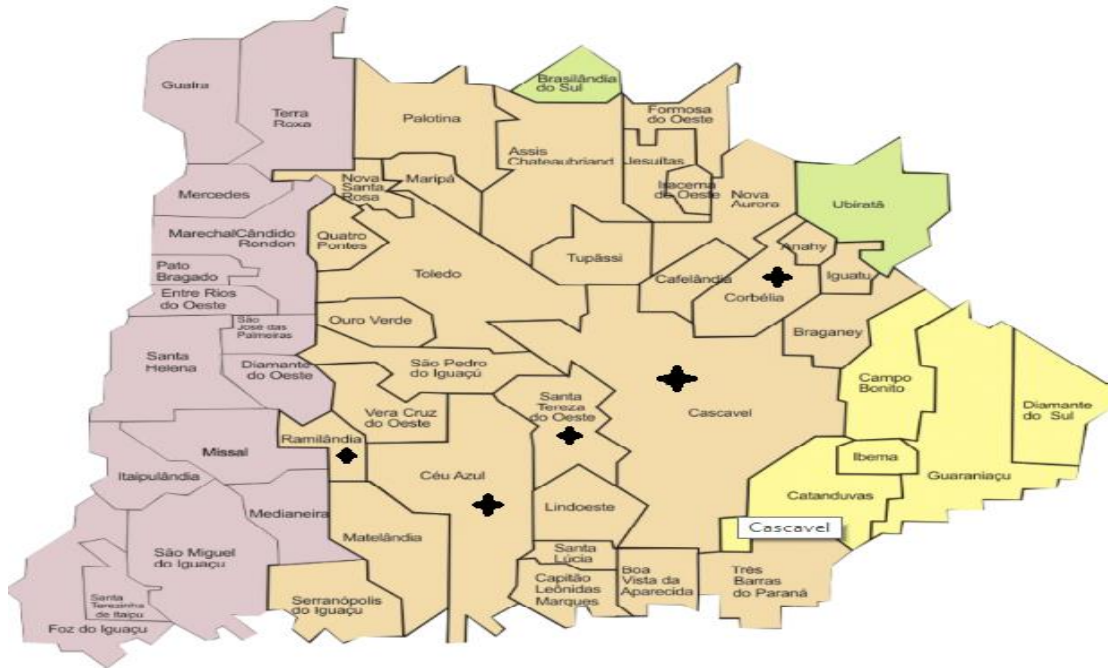 Guaíra
Terra
Roxa
Palotina
Brasilândia
do Sul
Formosa
do Oeste
Assis
Chateaubriand
Jesuítas
Iracema
do Oeste
Nova
Aurora
Ubiratã
Mercedes
Nova
Santa
Rosa
Maripá
Marechal Cândido
Rondon
Quatro
Pontes
Toledo
Tupãssi
Cafelândia
Anahy
Iguatu
Corbélia
Pato
Bragado
Entre Rios
do Oeste
São
José das
Palmeiras
Ouro Verde
Braganey
Santa
Helena
Diamante
do Oeste
São Pedro
do Iguaçú
Santa
Tereza
do Oeste
Cascavel
Campo
Bonito
Diamante
do Sul
Vera Cruz
do Oeste
Ramilândia
Missal
Itaipulândia
Céu Azul
Ibema
Guaraniaçu
Catanduvas
Lindoeste
Medianeira
Matelândia
Cascavel
São Miguel
do Iguaçu
Santa
Lúcia
Capitão
Leônidas
Marques
Boa
Vista da
Aparecida
Três
Barras
do Paraná
Santa
Terezinha
de Itaipu
Serranópolis
do Iguaçu
Foz do Iguaçu